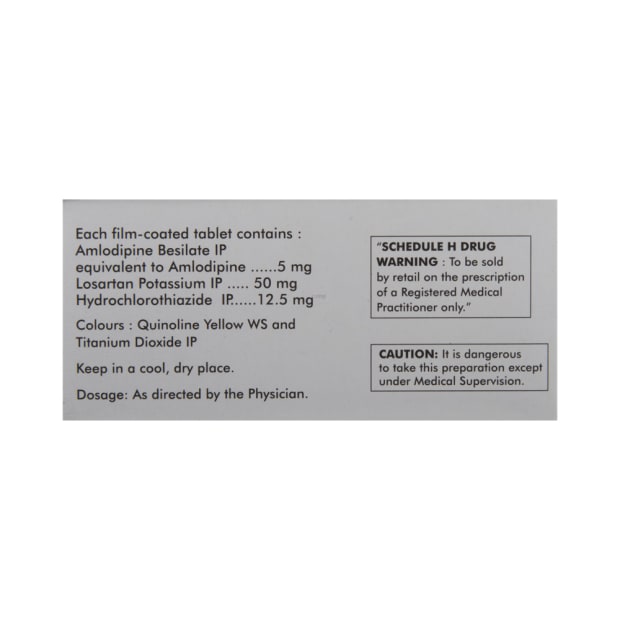 Each film-coated tablet contains :
Amlodipine Besilate IP
equivalent to Amlodipine ......5 mg
Losartan Potassium IP ..... 50 mg
Hydrochlorothiazide IP......12.5 mg
Colours : Quinoline Yellow WS and
Titanium Dioxide IP
Keep in a cool, dry place.
Dosage: As directed by the Physician.
"SCHEDULE H DRUG
WARNING : To be sold
by retail on the prescription
of a Registered Medical
Practitioner only."
CAUTION: It is dangerous
to take this preparation except
under Medical Supervision.